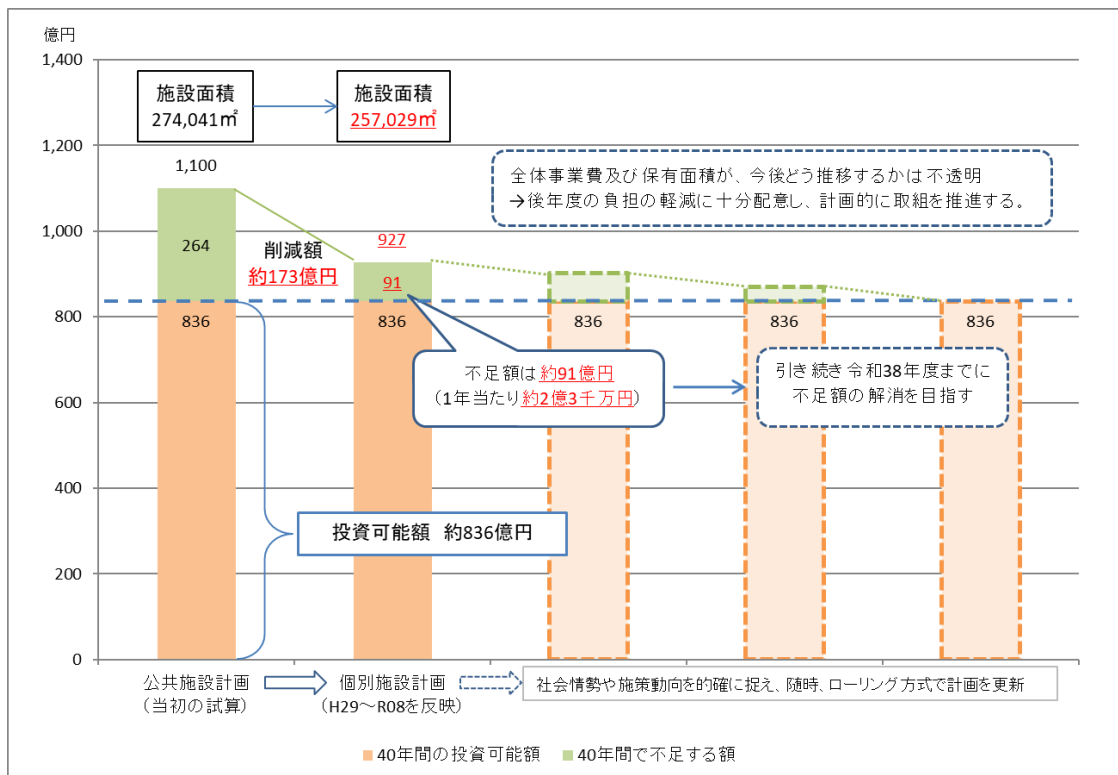 億円
1,400
1,200
1,000
800
600
400
200
0
施設面積
274,041㎡
施設面積
257,029㎡
全体事業費及び保有面積が、今後どう推移するかは不透明
→後年度の負担の軽減に十分配意し、計画的に取組を推進する。
1,100
264
削減額
約173億円
927
91
836
836
836
836
836
不足額は約91億円
(1年当たり約2億3千万円)
引き続き令和38年度までに
不足額の解消を目指す
投資可能額 約836億円
公共施設計画
(当初の試算)
個別施設計画
(H29～R08を反映)
社会情勢や施策動向を的確に捉え、随時、ローリング方式で計画を更新
40年間の投資可能額
40年間で不足する額